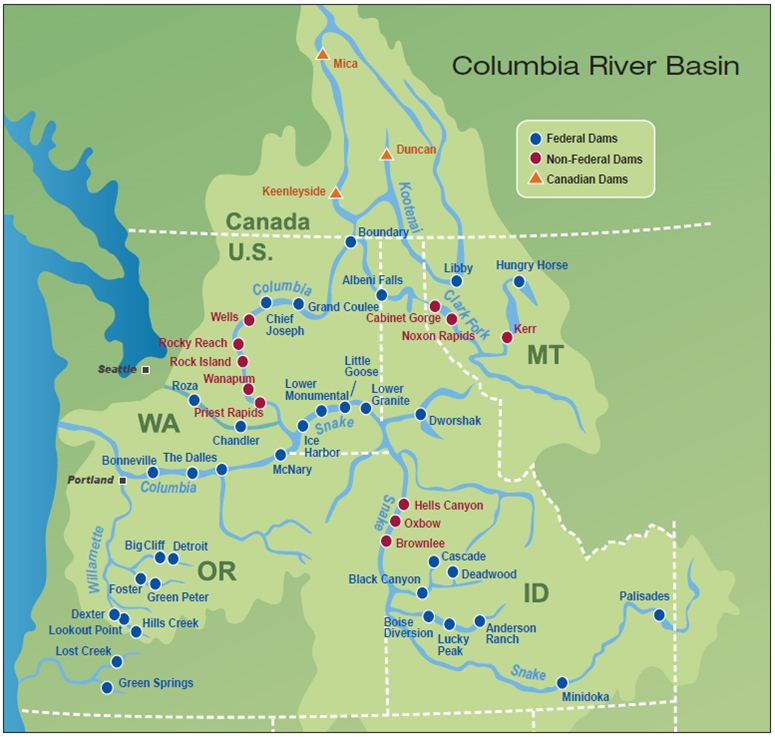 Columbia River Basin
Mica
Federal Dams
Non-Federal Dams
Canadian Dams
Duncan
Keenleyside
Kootenai
Canada
U.S.
Boundary
Albeni Falls
Libby
Hungry Horse
Columbia
Grand Coulee
Chief
Joseph
Wells
Cabinet Gorge
Clark Fork
Noxon Rapids
Kerr
MT
Rocky Reach
Rock Island
Wanapum
Priest Rapids
Seattle
Roza
WA
Chandler
Little
Goose
Lower
Monumental
Lower
Granite
Snake
Ice
Harbor
Dworshak
McNary
Bonneville
The Dalles
Portland
Columbia
Snake
Hells Canyon
Oxbow
Brownlee
Willamette
Big Cliff
Detroit
OR
Foster
Green Peter
Cascade
Deadwood
Black Canyon
ID
Dexter
Lookout Point
Hills Creek
Boise
Diversion
Lucky
Peak
Anderson
Ranch
Palisades
Lost Creek
Green Springs
Snake
Minidoka